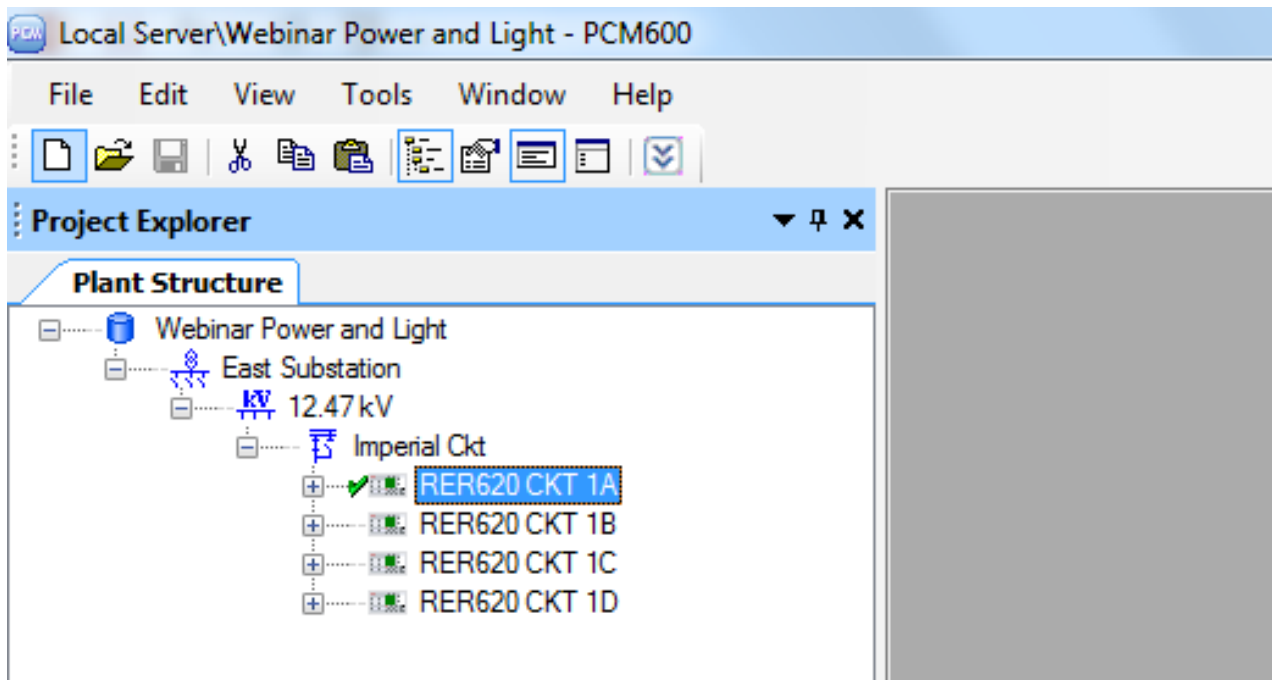 PCM Local Server\Webinar Power and Light - PCM600
File Edit View Tools Window Help
Project Explorer
Plant Structure
Webinar Power and Light
East Substation
kV 12.47 kV
Imperial Ckt
RER620 CKT 1A
RER620 CKT 1B
RER620 CKT 1C
RER620 CKT 1D